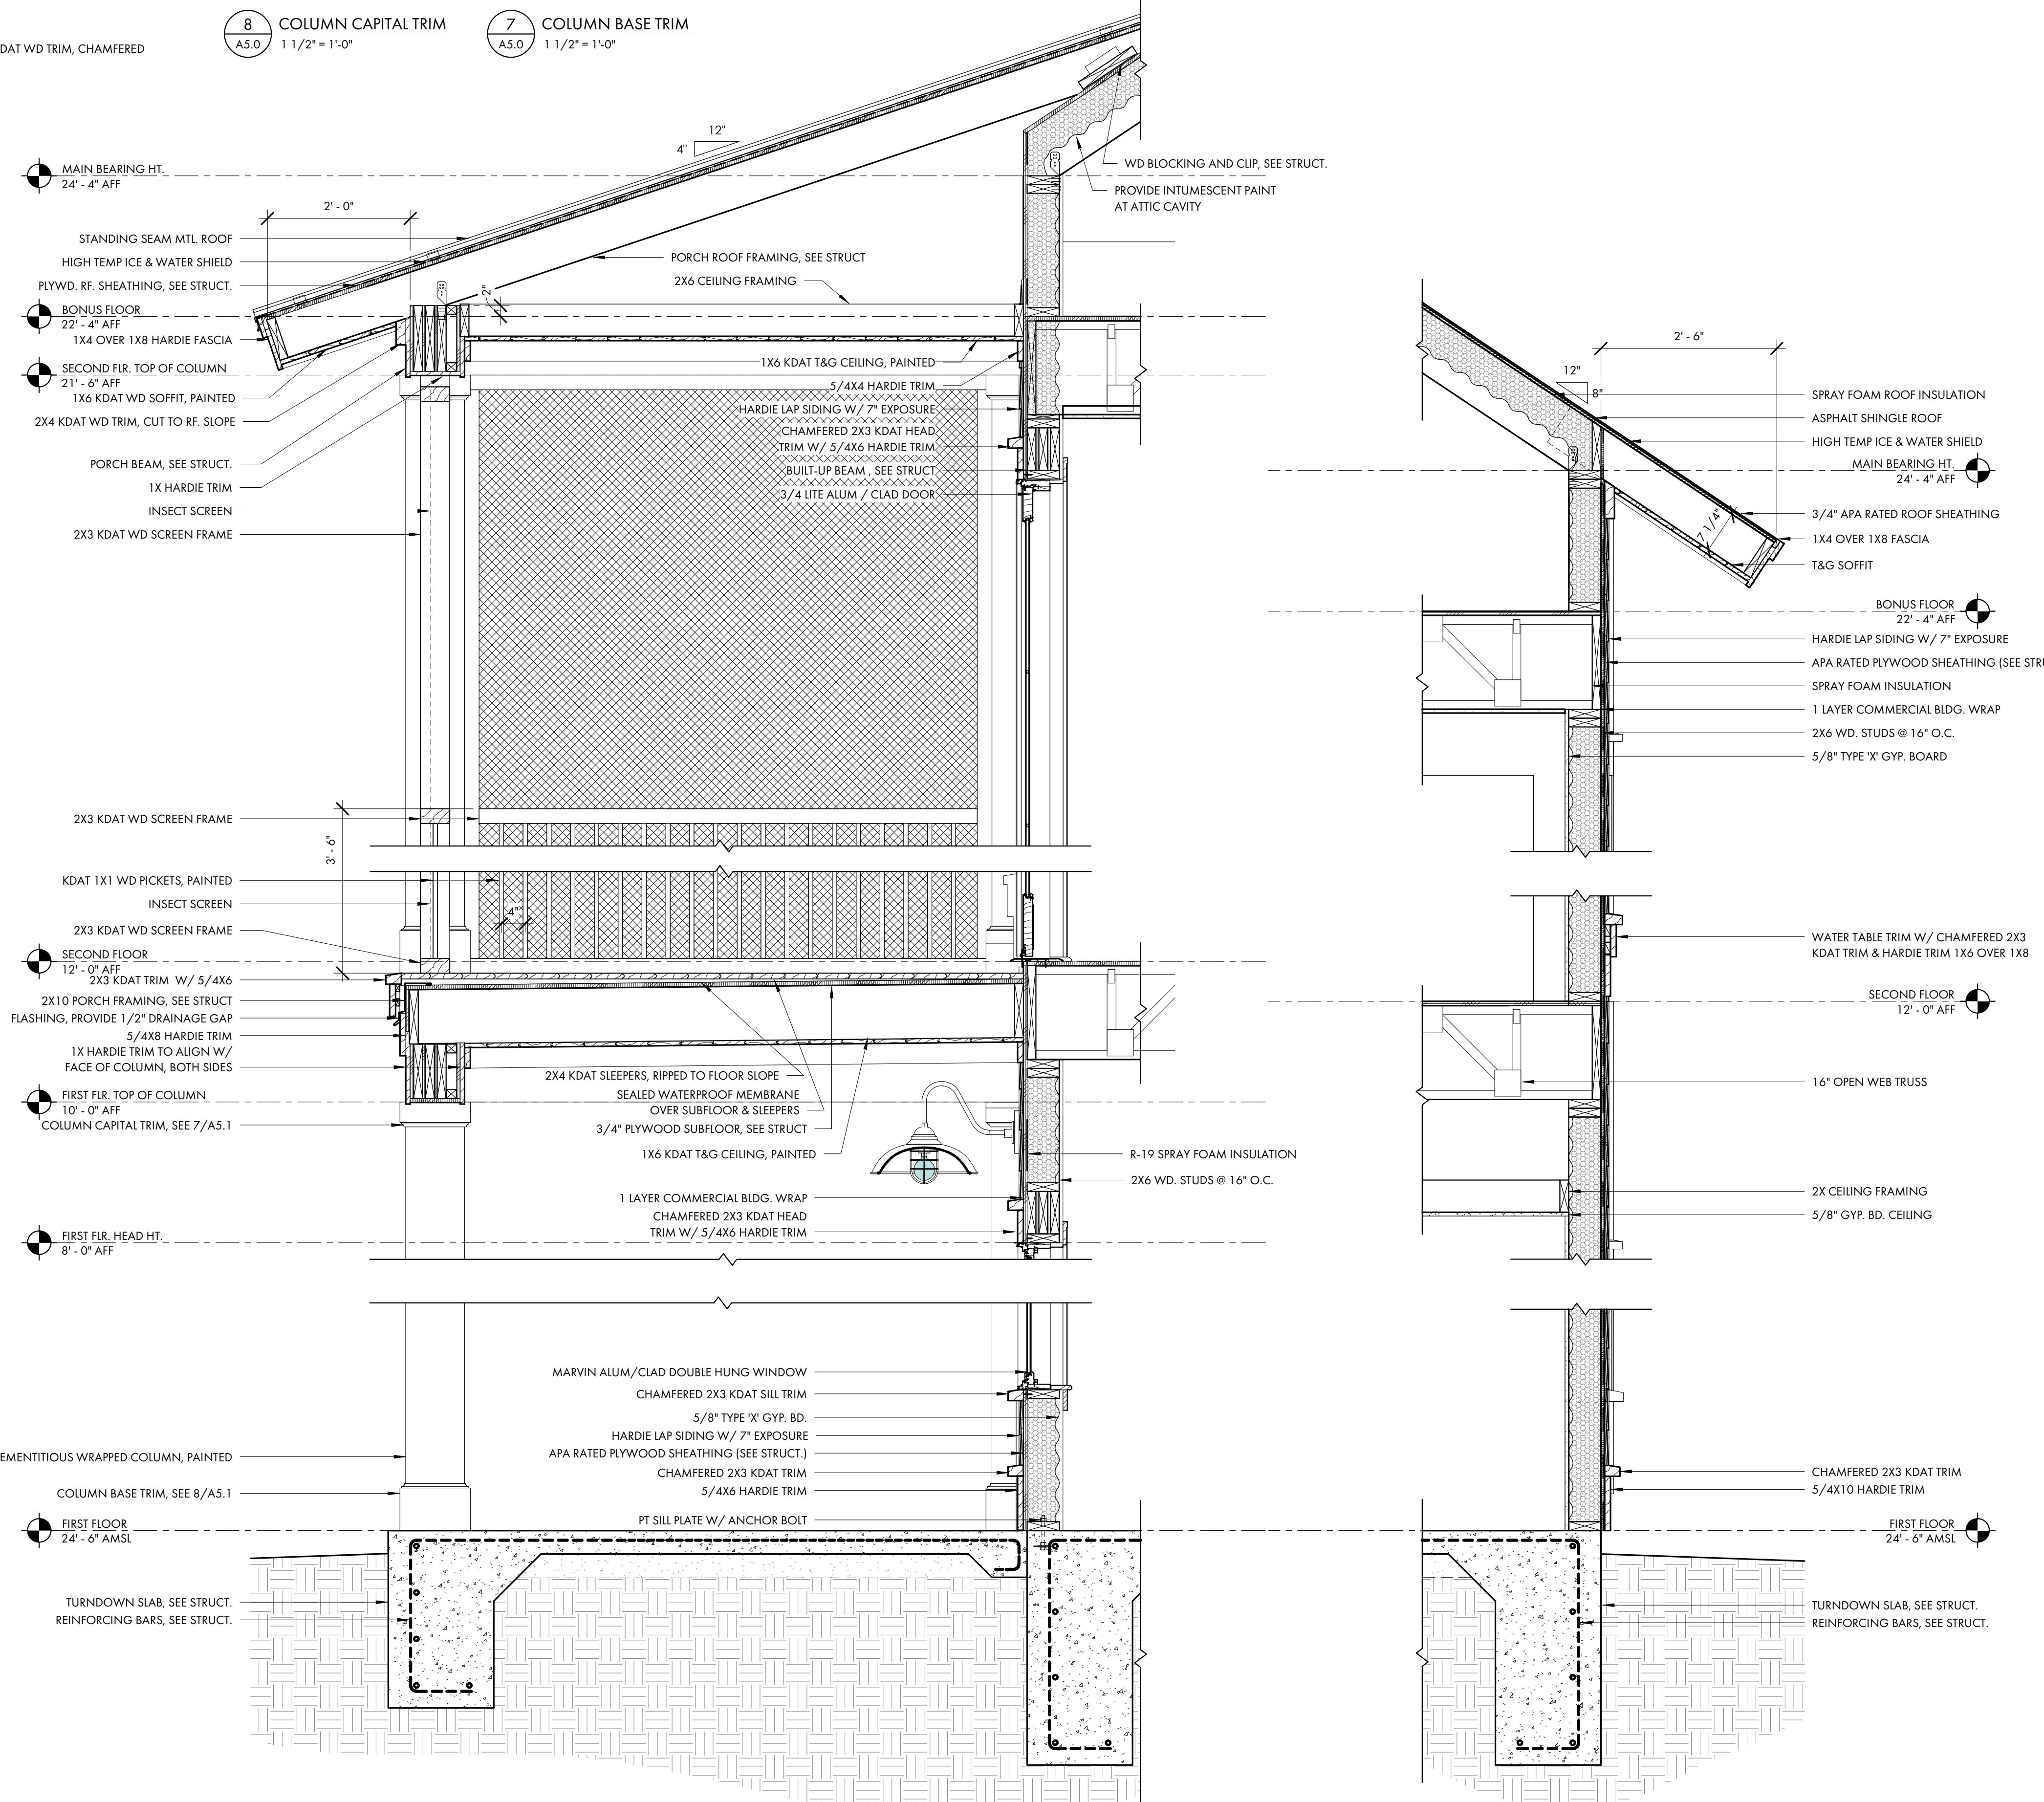 8
A5.0
COLUMN CAPITAL TRIM
1 1/2" = 1'-0"
7
A5.0
COLUMN BASE TRIM
1 1/2" = 1'-0"
DAT WD TRIM, CHAMFERED
12"
4"
MAIN BEARING HT.
24' - 4" AFF
2' - 0"
STANDING SEAM MTL. ROOF
HIGH TEMP ICE & WATER SHIELD
PLYWD. RF. SHEATHING, SEE STRUCT.
BONUS FLOOR
22' - 4" AFF
1X4 OVER 1X8 HARDIE FASCIA
SECOND FLR. TOP OF COLUMN
21' - 6" AFF
1X6 KDAT WD SOFFIT, PAINTED
2X4 KDAT WD TRIM, CUT TO RF. SLOPE
PORCH BEAM, SEE STRUCT.
1X HARDIE TRIM
INSECT SCREEN
2X3 KDAT WD SCREEN FRAME
2X3 KDAT WD SCREEN FRAME
3' - 6"
KDAT 1X1 WD PICKETS, PAINTED
INSECT SCREEN
2X3 KDAT WD SCREEN FRAME
SECOND FLOOR
12' - 0" AFF
2X3 KDAT TRIM W/ 5/4X6
2X10 PORCH FRAMING, SEE STRUCT
FLASHING, PROVIDE 1/2" DRAINAGE GAP
5/4X8 HARDIE TRIM
1X HARDIE TRIM TO ALIGN W/
FACE OF COLUMN, BOTH SIDES
FIRST FLR. TOP OF COLUMN
10' - 0" AFF
COLUMN CAPITAL TRIM, SEE 7/A5.1
FIRST FLR. HEAD HT.
8' - 0" AFF
EMENTITIOUS WRAPPED COLUMN, PAINTED
COLUMN BASE TRIM, SEE 8/A5.1
FIRST FLOOR
24' - 6" AMSL
TURNDOWN SLAB, SEE STRUCT.
REINFORCING BARS, SEE STRUCT.
WD BLOCKING AND CLIP, SEE STRUCT.
PROVIDE INTUMESCENT PAINT
AT ATTIC CAVITY
PORCH ROOF FRAMING, SEE STRUCT
2X6 CEILING FRAMING
2"
1X6 KDAT T&G CEILING, PAINTED
5/4X4 HARDIE TRIM
HARDIE LAP SIDING W/ 7" EXPOSURE
CHAMFERED 2X3 KDAT HEAD
TRIM W/ 5/4X6 HARDIE TRIM
BUILT-UP BEAM , SEE STRUCT
3/4 LITE ALUM / CLAD DOOR
4"
2X4 KDAT SLEEPERS, RIPPED TO FLOOR SLOPE
SEALED WATERPROOF MEMBRANE
OVER SUBFLOOR & SLEEPERS
3/4" PLYWOOD SUBFLOOR, SEE STRUCT
1X6 KDAT T&G CEILING, PAINTED
R-19 SPRAY FOAM INSULATION
2X6 WD. STUDS @ 16" O.C.
1 LAYER COMMERCIAL BLDG. WRAP
CHAMFERED 2X3 KDAT HEAD
TRIM W/ 5/4X6 HARDIE TRIM
MARVIN ALUM/CLAD DOUBLE HUNG WINDOW
CHAMFERED 2X3 KDAT SILL TRIM
5/8" TYPE 'X' GYP. BD.
HARDIE LAP SIDING W/ 7" EXPOSURE
APA RATED PLYWOOD SHEATHING (SEE STRUCT.)
CHAMFERED 2X3 KDAT TRIM
5/4X6 HARDIE TRIM
PT SILL PLATE W/ ANCHOR BOLT
2' - 6"
12"
8"
SPRAY FOAM ROOF INSULATION
ASPHALT SHINGLE ROOF
HIGH TEMP ICE & WATER SHIELD
MAIN BEARING HT.
24' - 4" AFF
7 1/4"
3/4" APA RATED ROOF SHEATHING
1X4 OVER 1X8 FASCIA
T&G SOFFIT
BONUS FLOOR
22' - 4" AFF
HARDIE LAP SIDING W/ 7" EXPOSURE
APA RATED PLYWOOD SHEATHING (SEE STRU
SPRAY FOAM INSULATION
1 LAYER COMMERCIAL BLDG. WRAP
2X6 WD. STUDS @ 16" O.C.
5/8" TYPE 'X' GYP. BOARD
WATER TABLE TRIM W/ CHAMFERED 2X3
KDAT TRIM & HARDIE TRIM 1X6 OVER 1X8
SECOND FLOOR
12' - 0" AFF
16" OPEN WEB TRUSS
2X CEILING FRAMING
5/8" GYP. BD. CEILING
CHAMFERED 2X3 KDAT TRIM
5/4X10 HARDIE TRIM
FIRST FLOOR
24' - 6" AMSL
TURNDOWN SLAB, SEE STRUCT.
REINFORCING BARS, SEE STRUCT.